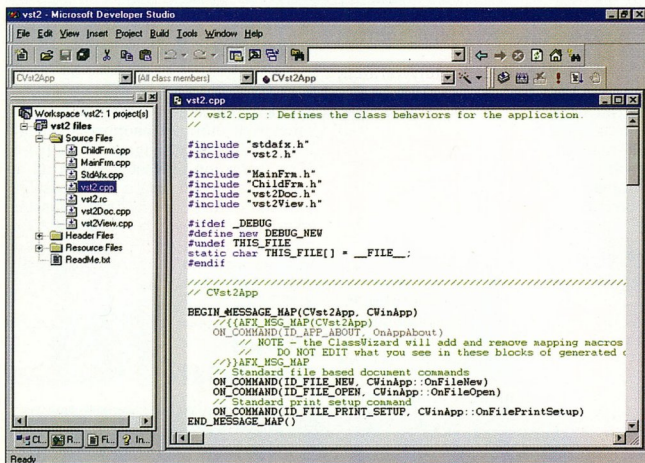 vst2 - Microsoft Developer Studio
File Edit View Insert Project Build Tools Window Help
CVst2App
(All class members)
CVst2App
Workspace 'vst2': 1 project(s)
vst2 files
Source Files
ChildFrm.cpp
MainFrm.cpp
StdAfx.cpp
vst2.cpp
vst2.rc
vst2Doc.cpp
vst2View.cpp
Header Files
Resource Files
ReadMe.txt
Cl...
R...
Fi...
In...
vst2.cpp
// vst2.cpp : Defines the class behaviors for the application.
//
#include "stdafx.h"
#include "vst2.h"
#include "MainFrm.h"
#include "ChildFrm.h"
#include "vst2Doc.h"
#include "vst2View.h"
#ifdef _DEBUG
#define new DEBUG_NEW
#undef THIS_FILE
static char THIS_FILE[] = __FILE__;
#endif
// CVst2App
BEGIN_MESSAGE_MAP(CVst2App, CWinApp)
//{{AFX_MSG_MAP(CVst2App)
ON_COMMAND(ID_APP_ABOUT, OnAppAbout)
// NOTE - the ClassWizard will add and remove mapping macros
// DO NOT EDIT what you see in these blocks of generated
//}}AFX_MSG_MAP
// Standard file based document commands
ON_COMMAND(ID_FILE_NEW, CWinApp::OnFileNew)
ON_COMMAND(ID_FILE_OPEN, CWinApp::OnFileOpen)
// Standard print setup command
ON_COMMAND(ID_FILE_PRINT_SETUP, CWinApp::OnFilePrintSetup)
END_MESSAGE_MAP()
Ready